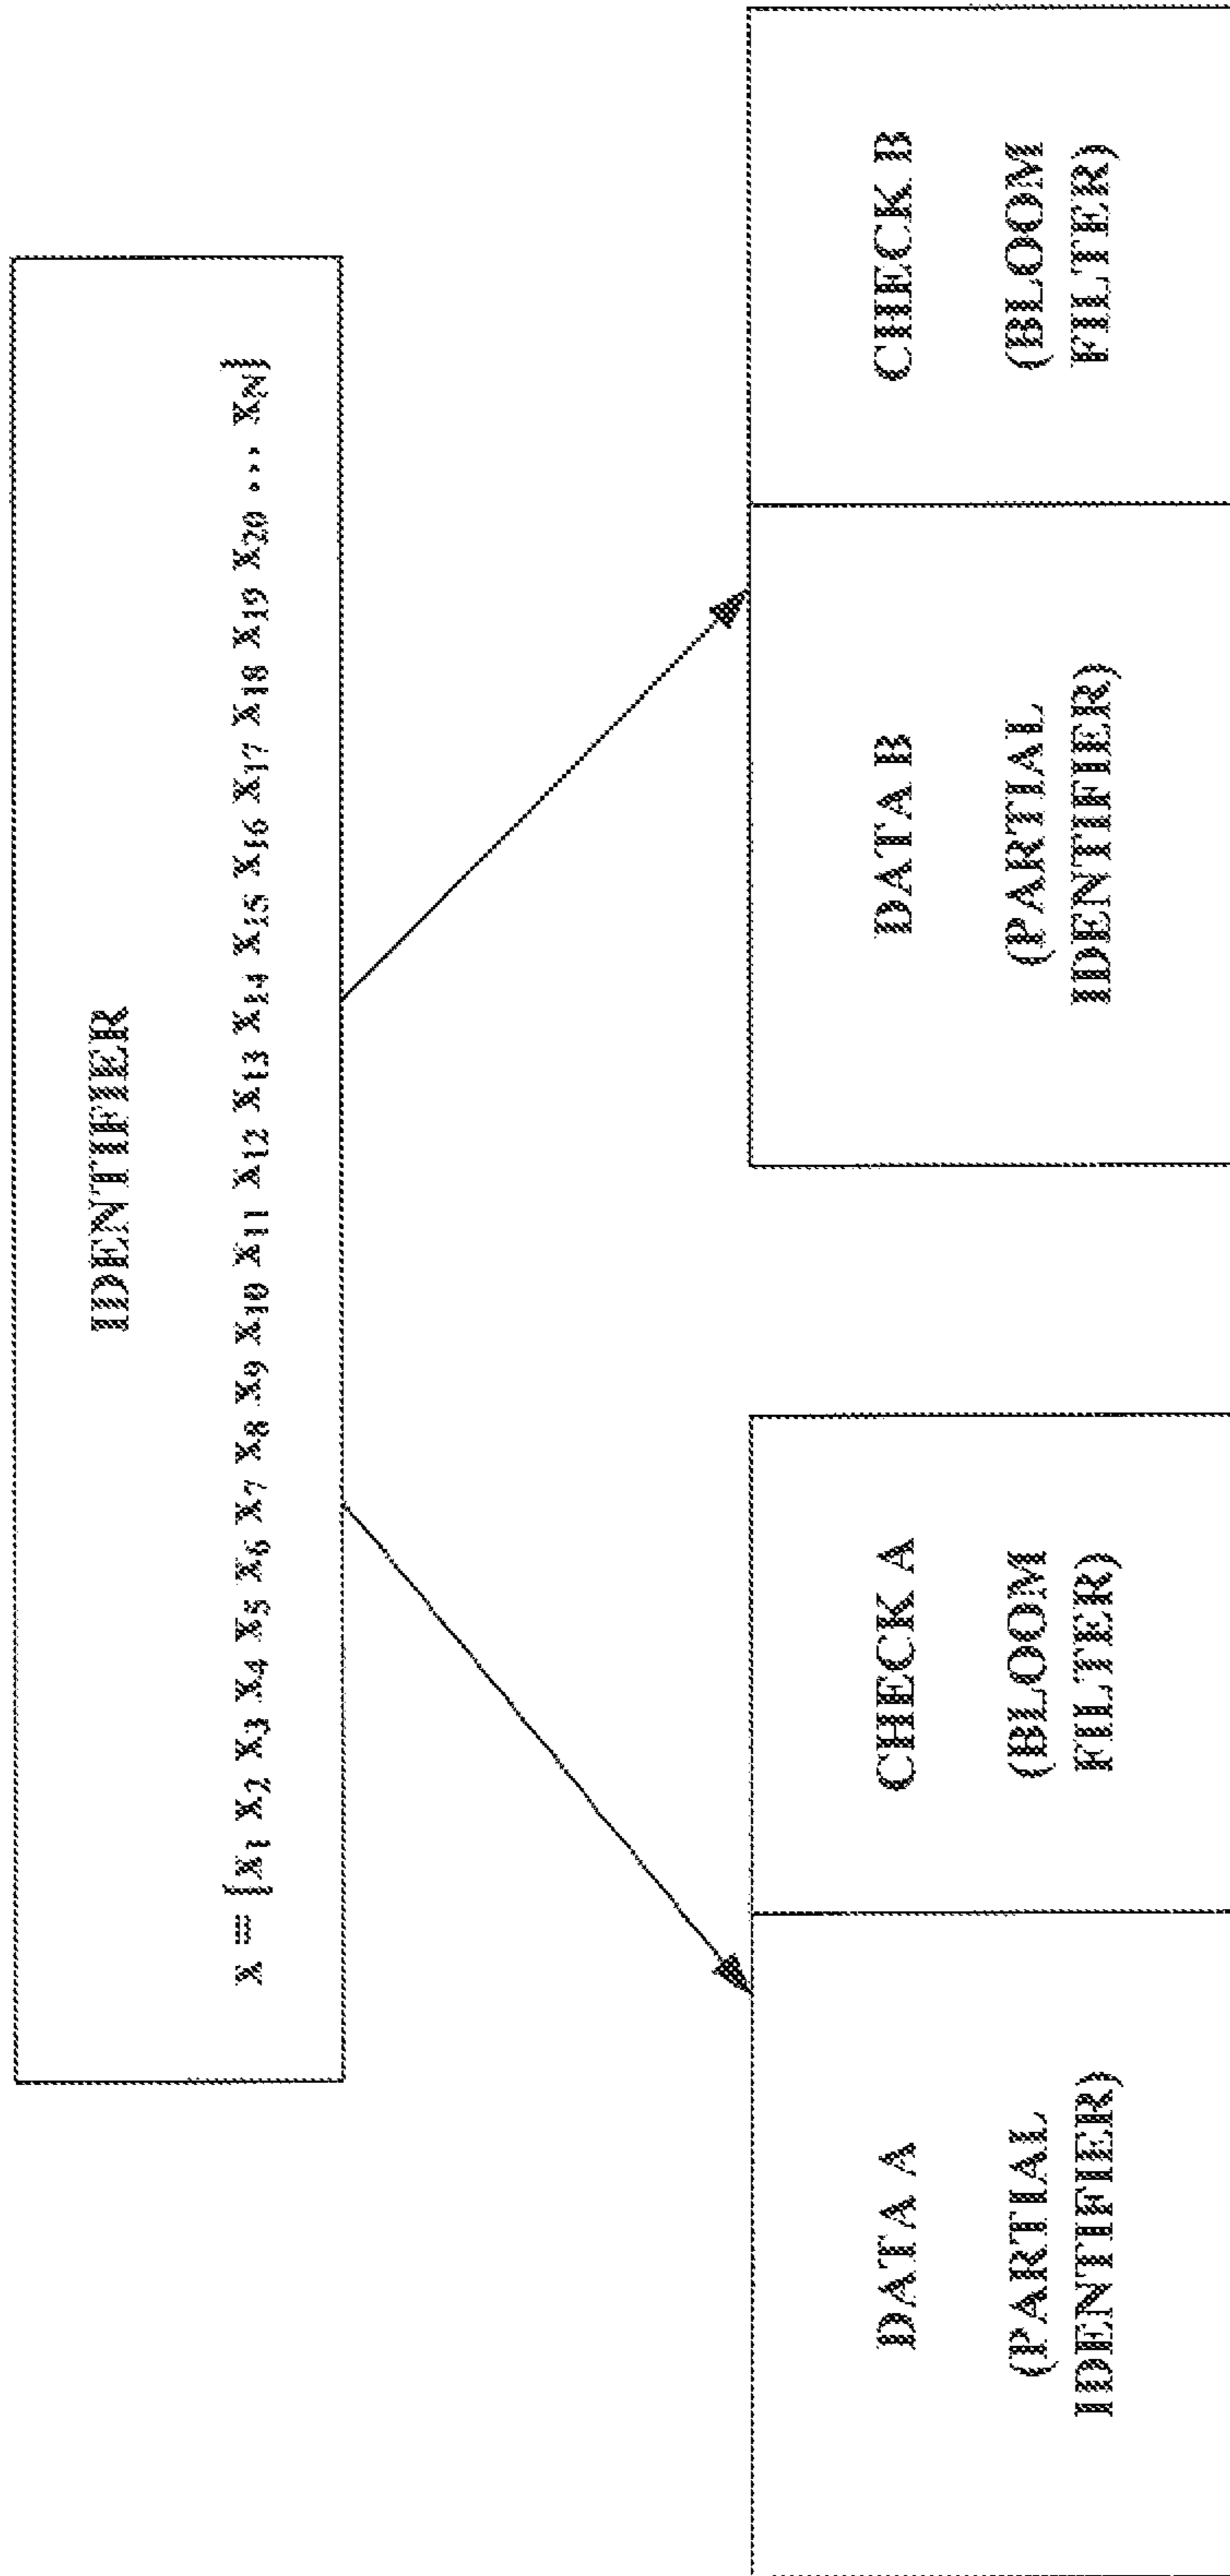 IDENTIFIER
X = [X1 X2 X3 X4 X5 X6 X7 X8 X9 X10 X11 X12 X13 X14 X15 X16 X17 X18 X19 X20 ... XN]
DATA A
(PARTIAL
IDENTIFIER)
CHECK A
(BLOOM
FILTER)
DATA B
(PARTIAL
IDENTIFIER)
CHECK B
(BLOOM
FILTER)